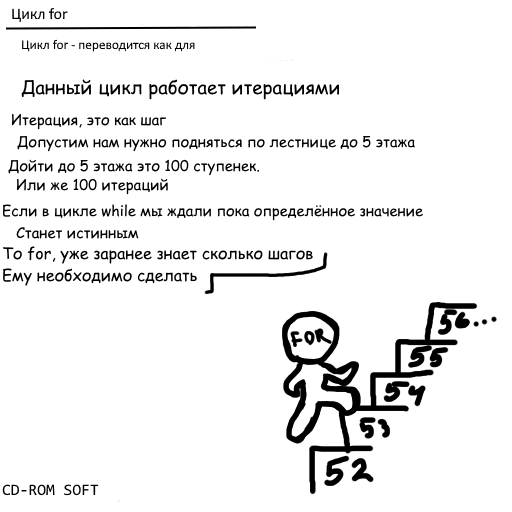 Цикл for
Цикл for - переводится как для
Данный цикл работает итерациями
Итерация, это как шаг
Допустим нам нужно подняться по лестнице до 5 этажа
Дойти до 5 этажа это 100 ступенек.
Или же 100 итераций
Если в цикле while мы ждали пока определённое значение
Станет истинным
То for, уже заранее знает сколько шагов
Ему необходимо сделать
FOR
56...
55
54
53
52
CD-ROM SOFT